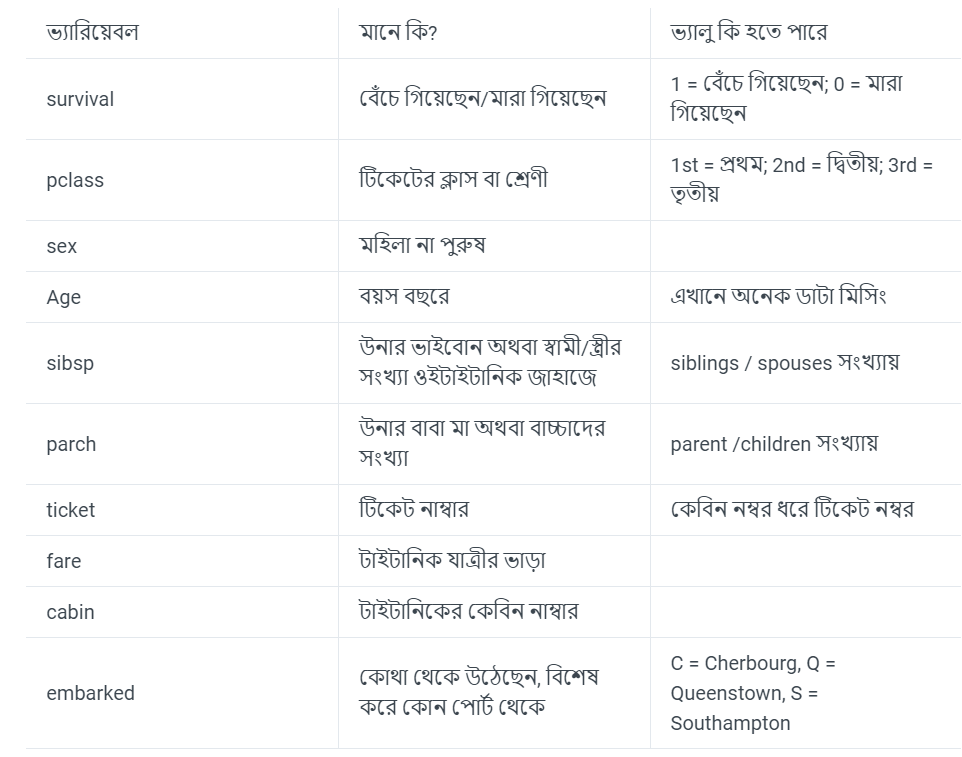 ভ্যারিয়েবল মানে কি? ভ্যালু কি হতে পারে
survival বেঁচে গিয়েছেন/মারা গিয়েছেন 1 = বেঁচে গিয়েছেন; 0 = মারা
গিয়েছেন
pclass টিকেটের ক্লাস বা শ্রেণী 1st = প্রথম; 2nd = দ্বিতীয়; 3rd =
তৃতীয়
sex মহিলা না পুরুষ
Age বয়স বছরে এখানে অনেক ডাটা মিসিং
sibsp উনার ভাইবোন অথবা স্বামী/স্ত্রীর
সংখ্যা ওইটাইটানিক জাহাজে siblings / spouses সংখ্যায়
parch উনার বাবা মা অথবা বাচ্চাদের
সংখ্যা parent /children সংখ্যায়
ticket টিকেট নাম্বার কেবিন নম্বর ধরে টিকেট নম্বর
fare টাইটানিক যাত্রীর ভাড়া
cabin টাইটানিকের কেবিন নাম্বার
embarked কোথা থেকে উঠেছেন, বিশেষ
করে কোন পোর্ট থেকে C = Cherbourg, Q =
Queenstown, S =
Southampton